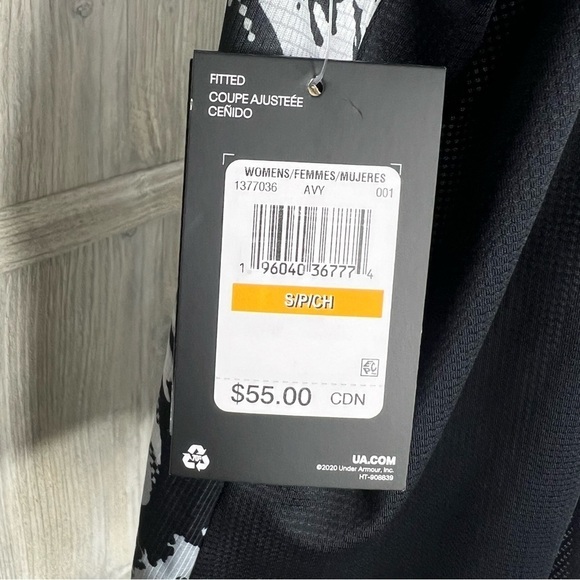 FITTED
COUPE AJUSTEÉE
CEÑIDO
WOMENS/FEMMES/MUJERES
1377036 AVY 001
1 96040 36777 4
S/P/CH
$55.00 CDN
UA.COM
©2020 Under Armour, Inc.
HT-908839